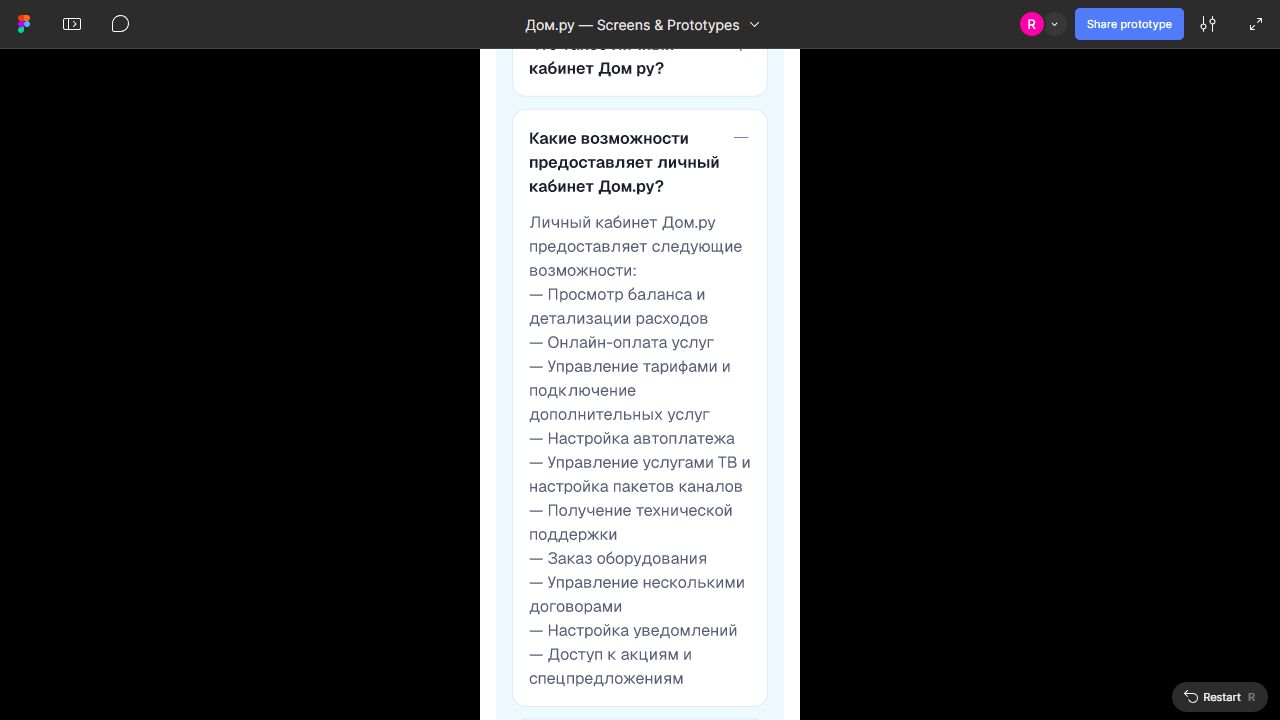 Дом.ру — Screens & Prototypes
R
Share prototype
кабинет Дом ру?
Какие возможности
предоставляет личный
кабинет Дом.ру?
Личный кабинет Дом.ру
предоставляет следующие
возможности:
— Просмотр баланса и
детализации расходов
— Онлайн-оплата услуг
— Управление тарифами и
подключение
дополнительных услуг
— Настройка автоплатежа
— Управление услугами ТВ и
настройка пакетов каналов
— Получение технической
поддержки
— Заказ оборудования
— Управление несколькими
договорами
— Настройка уведомлений
— Доступ к акциям и
спецпредложениям
Restart R